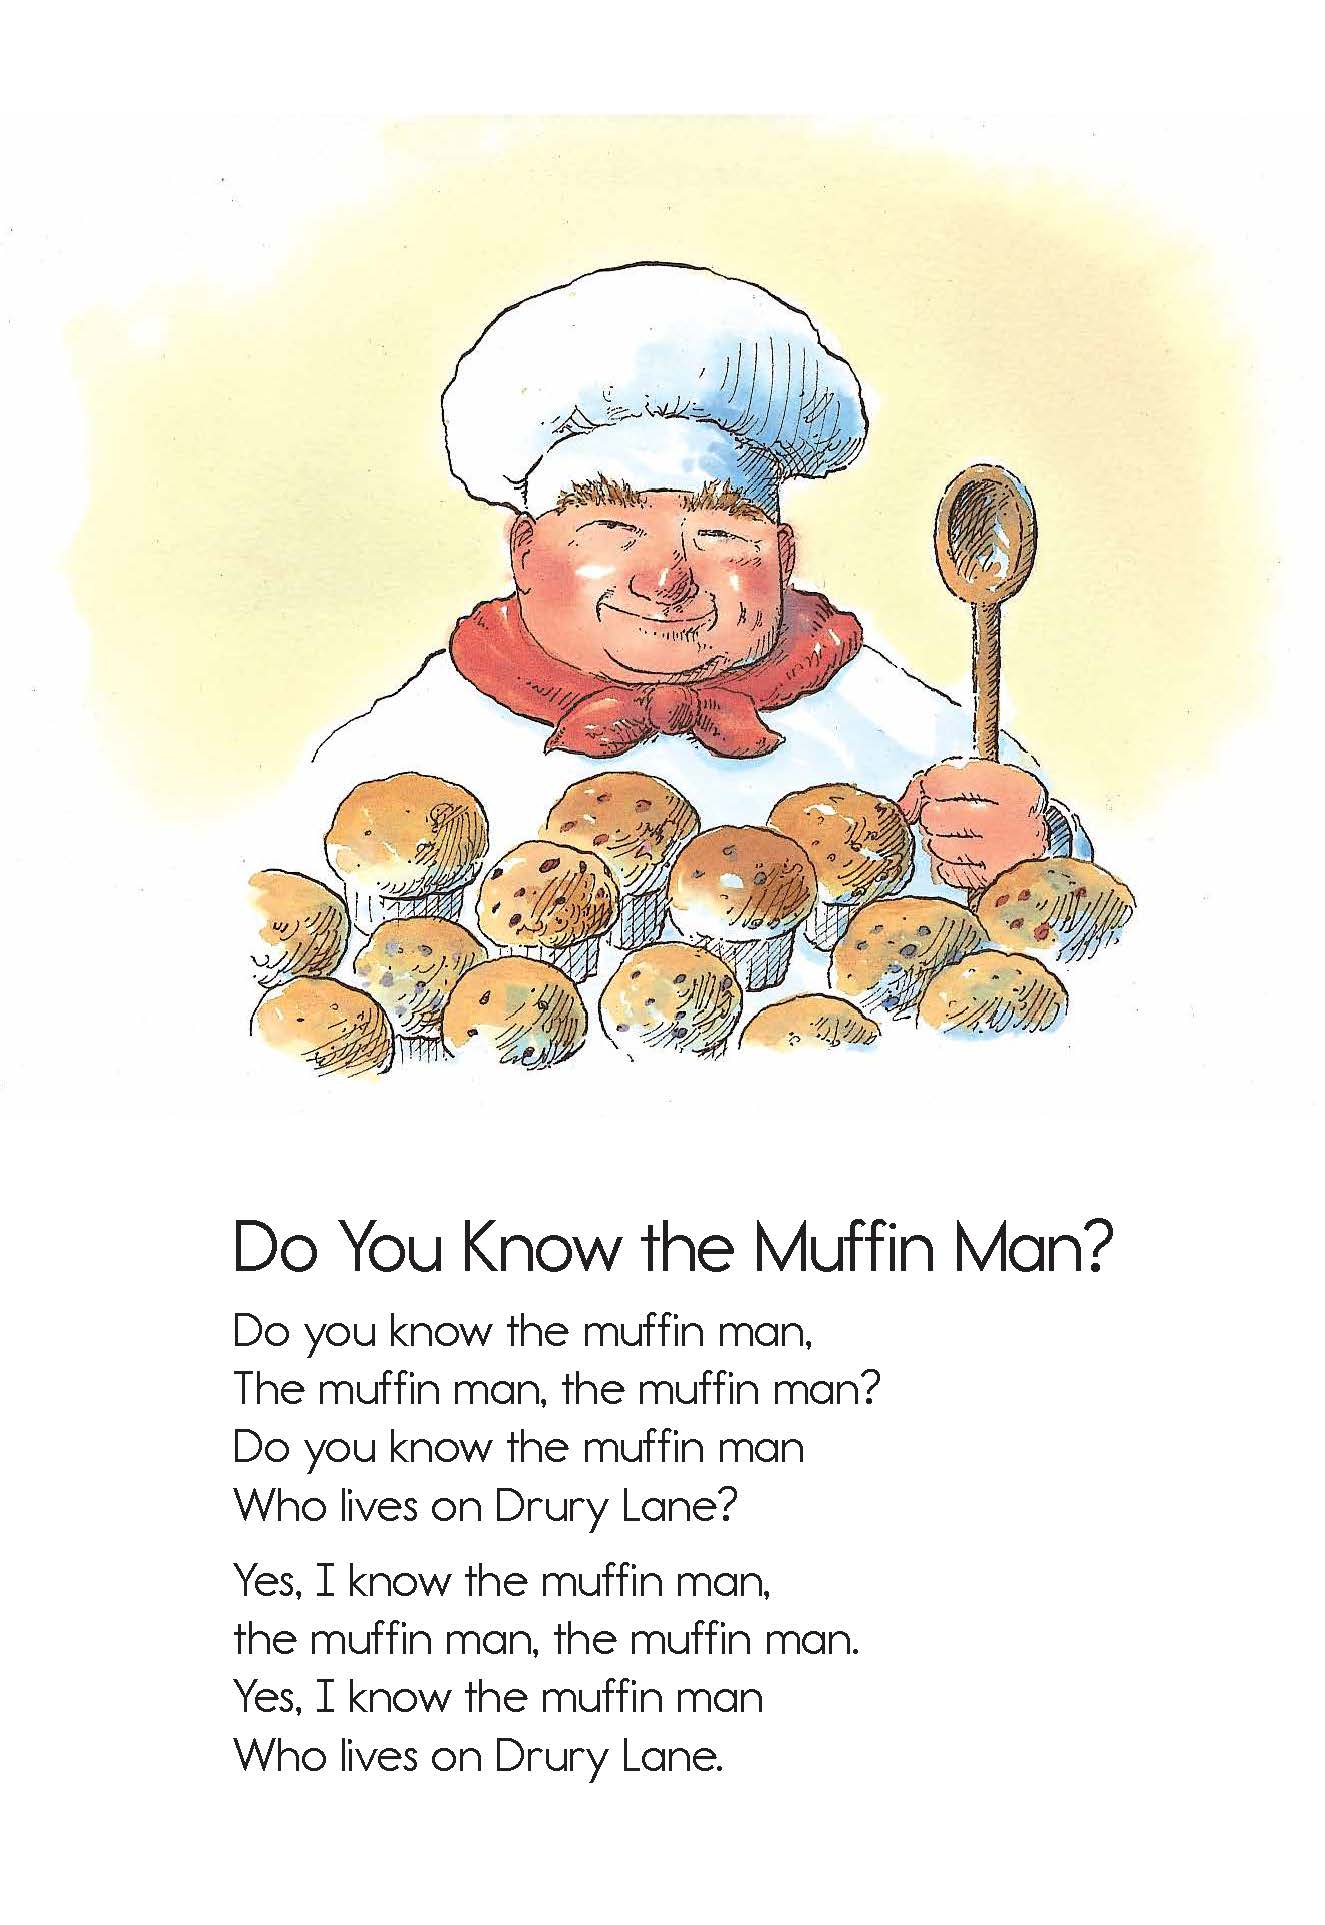 Do You Know the Muffin Man?
Do you know the muffin man,
The muffin man, the muffin man?
Do you know the muffin man
Who lives on Drury Lane?
Yes, I know the muffin man,
the muffin man, the muffin man.
Yes, I know the muffin man
Who lives on Drury Lane.